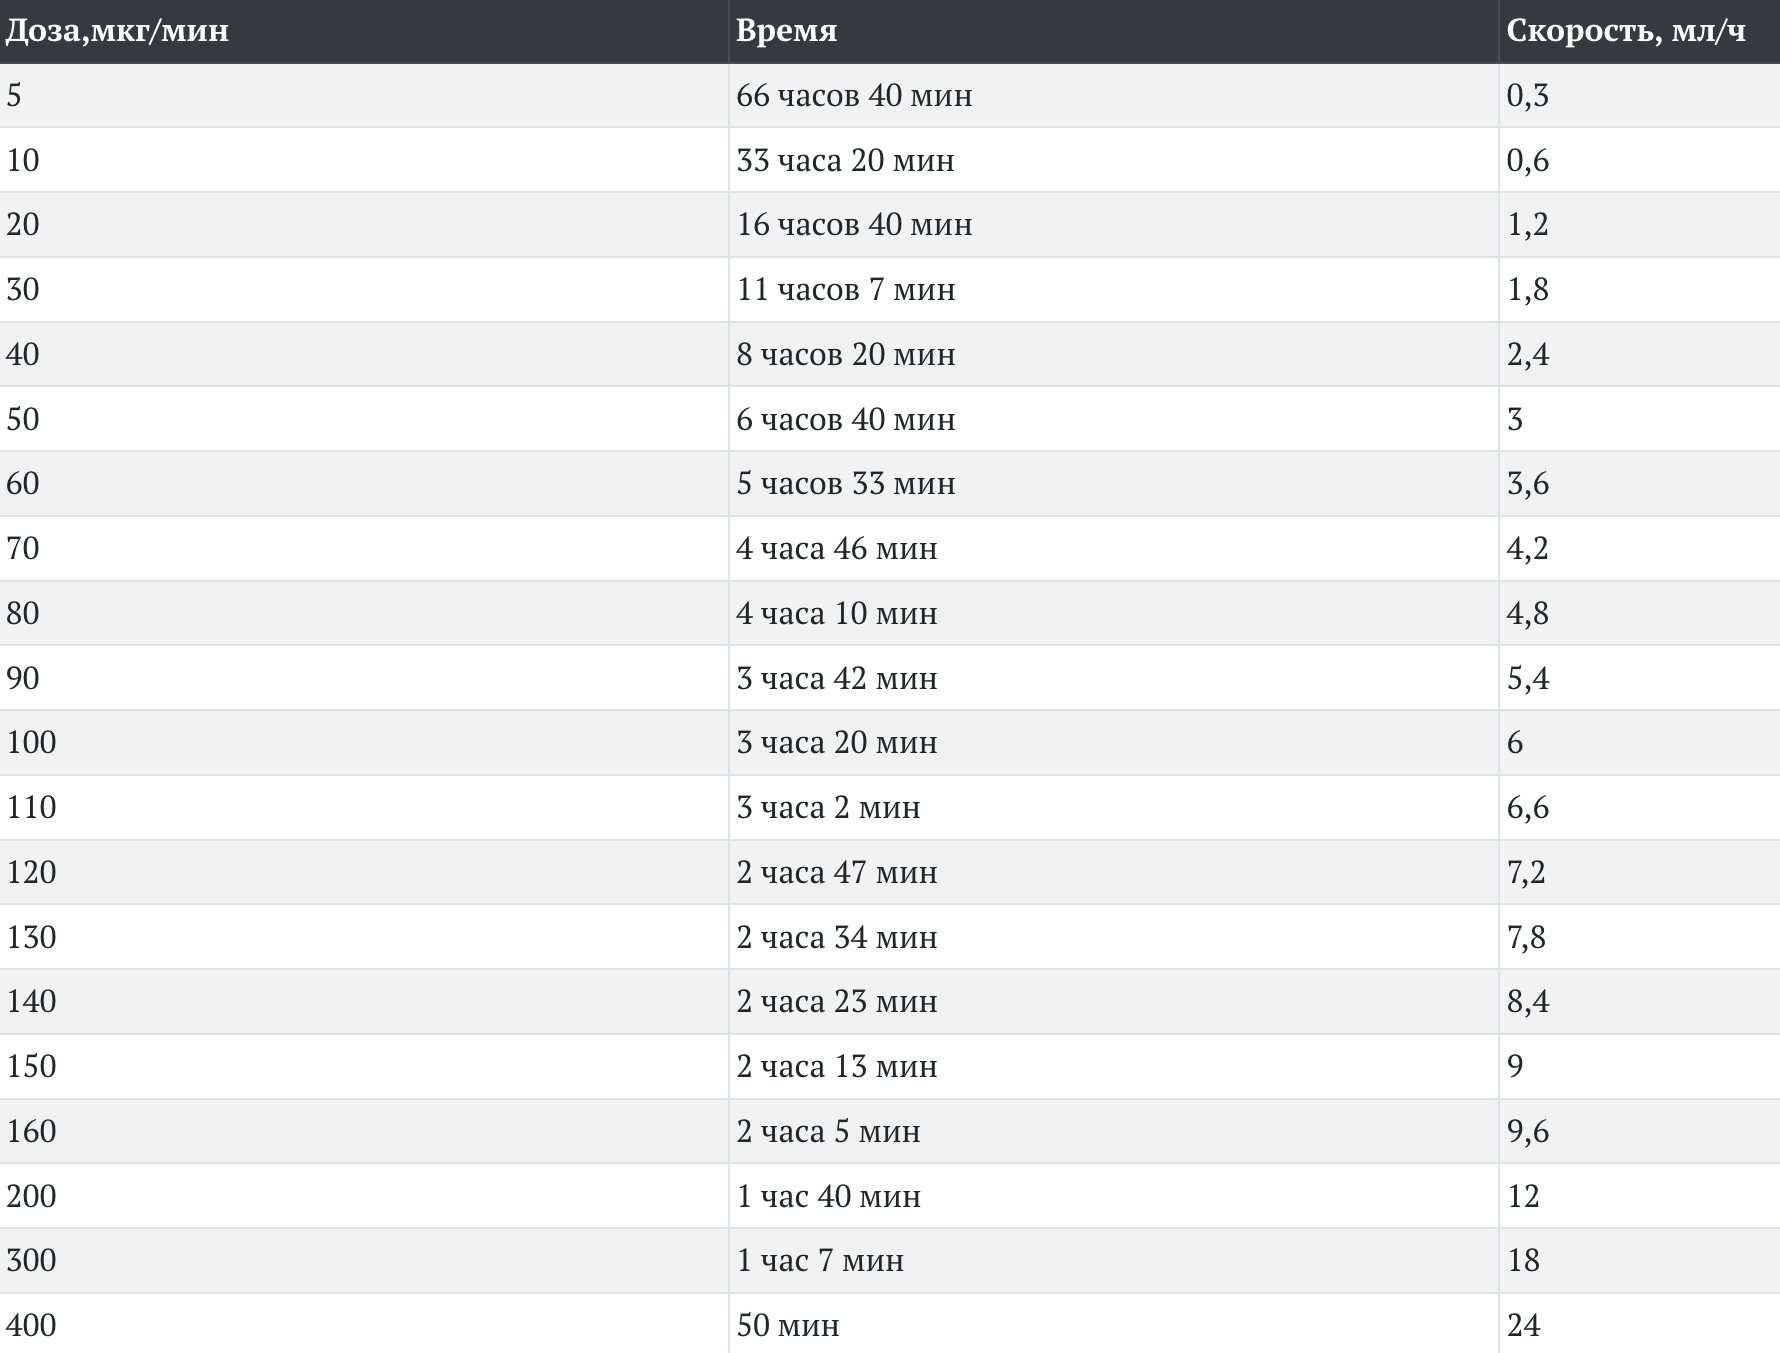 Доза,мкг/мин Время Скорость, мл/ч
5 66 часов 40 мин 0,3
10 33 часа 20 мин 0,6
20 16 часов 40 мин 1,2
30 11 часов 7 мин 1,8
40 8 часов 20 мин 2,4
50 6 часов 40 мин 3
60 5 часов 33 мин 3,6
70 4 часа 46 мин 4,2
80 4 часа 10 мин 4,8
90 3 часа 42 мин 5,4
100 3 часа 20 мин 6
110 3 часа 2 мин 6,6
120 2 часа 47 мин 7,2
130 2 часа 34 мин 7,8
140 2 часа 23 мин 8,4
150 2 часа 13 мин 9
160 2 часа 5 мин 9,6
200 1 час 40 мин 12
300 1 час 7 мин 18
400 50 мин 24